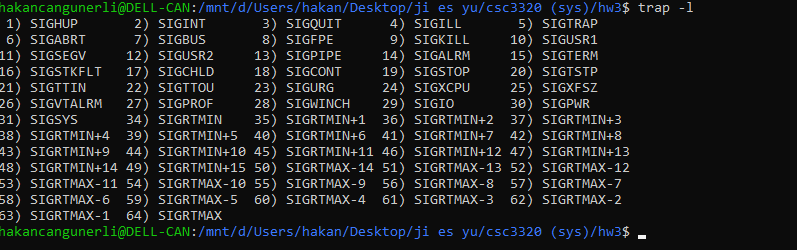 hakancangunerli@DELL-CAN:/mnt/d/Users/hakan/Desktop/ji es yu/csc3320 (sys)/hw3$ trap -l
1) SIGHUP 2) SIGINT 3) SIGQUIT 4) SIGILL 5) SIGTRAP
6) SIGABRT 7) SIGBUS 8) SIGFPE 9) SIGKILL 10) SIGUSR1
11) SIGSEGV 12) SIGUSR2 13) SIGPIPE 14) SIGALRM 15) SIGTERM
16) SIGSTKFLT 17) SIGCHLD 18) SIGCONT 19) SIGSTOP 20) SIGTSTP
21) SIGTTIN 22) SIGTTOU 23) SIGURG 24) SIGXCPU 25) SIGXFSZ
26) SIGVTALRM 27) SIGPROF 28) SIGWINCH 29) SIGIO 30) SIGPWR
31) SIGSYS 34) SIGRTMIN 35) SIGRTMIN+1 36) SIGRTMIN+2 37) SIGRTMIN+3
38) SIGRTMIN+4 39) SIGRTMIN+5 40) SIGRTMIN+6 41) SIGRTMIN+7 42) SIGRTMIN+8
43) SIGRTMIN+9 44) SIGRTMIN+10 45) SIGRTMIN+11 46) SIGRTMIN+12 47) SIGRTMIN+13
48) SIGRTMIN+14 49) SIGRTMIN+15 50) SIGRTMAX-14 51) SIGRTMAX-13 52) SIGRTMAX-12
53) SIGRTMAX-11 54) SIGRTMAX-10 55) SIGRTMAX-9 56) SIGRTMAX-8 57) SIGRTMAX-7
58) SIGRTMAX-6 59) SIGRTMAX-5 60) SIGRTMAX-4 61) SIGRTMAX-3 62) SIGRTMAX-2
63) SIGRTMAX-1 64) SIGRTMAX
hakancangunerli@DELL-CAN:/mnt/d/Users/hakan/Desktop/ji es yu/csc3320 (sys)/hw3$